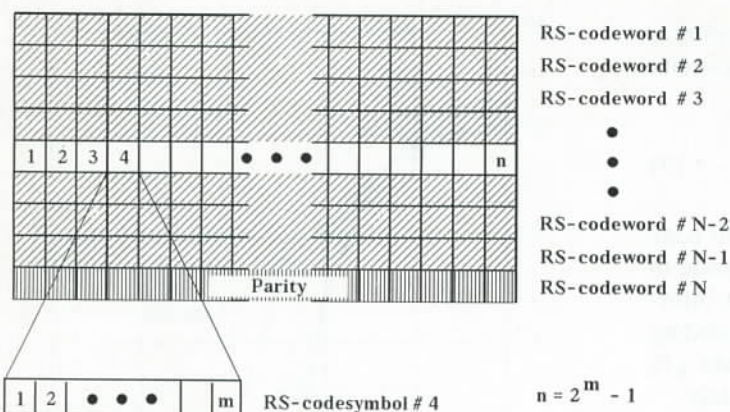 RS-codeword # 1
RS-codeword # 2
RS-codeword # 3
1 2 3 4 • • • n
•
•
•
RS-codeword # N-2
RS-codeword # N-1
Parity RS-codeword # N
1 2 • • • m RS-codesymbol # 4 n = 2^m - 1